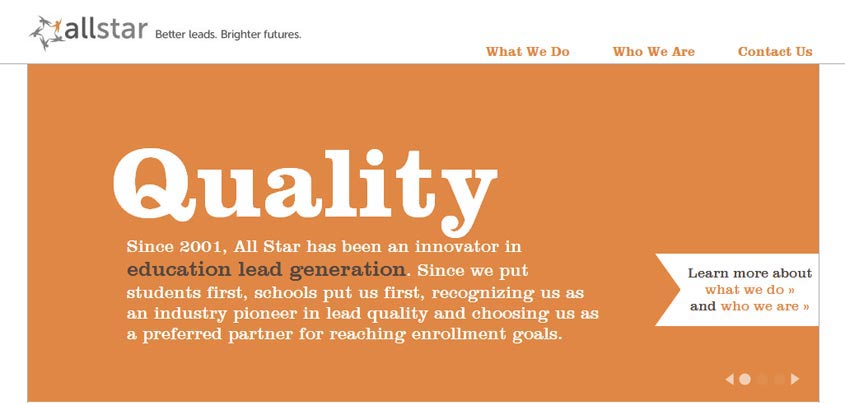 allstar Better leads. Brighter futures.
What We Do Who We Are Contact Us
Quality
Since 2001, All Star has been an innovator in
education lead generation. Since we put
students first, schools put us first, recognizing us as
an industry pioneer in lead quality and choosing us as
a preferred partner for reaching enrollment goals.
Learn more about
what we do »
and who we are »